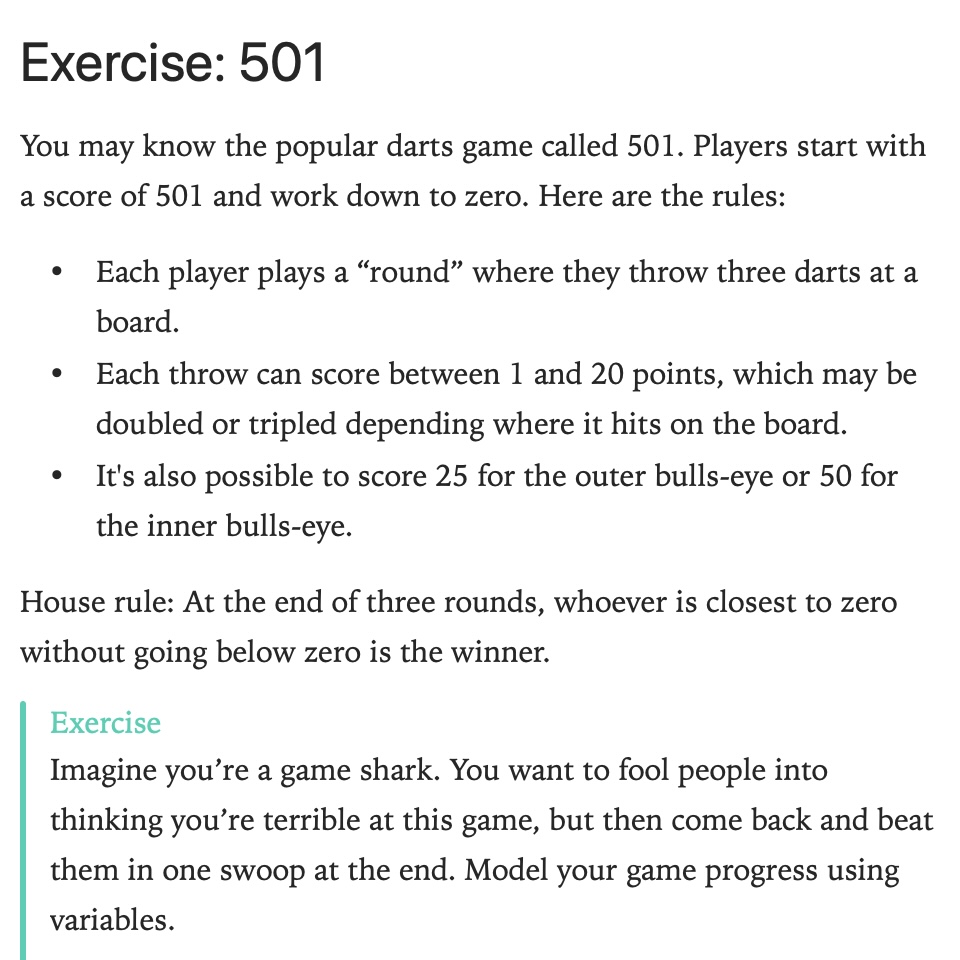 Exercise: 501
You may know the popular darts game called 501. Players start with
a score of 501 and work down to zero. Here are the rules:
• Each player plays a “round” where they throw three darts at a
board.
• Each throw can score between 1 and 20 points, which may be
doubled or tripled depending where it hits on the board.
• It's also possible to score 25 for the outer bulls-eye or 50 for
the inner bulls-eye.
House rule: At the end of three rounds, whoever is closest to zero
without going below zero is the winner.
Exercise
Imagine you’re a game shark. You want to fool people into
thinking you’re terrible at this game, but then come back and beat
them in one swoop at the end. Model your game progress using
variables.